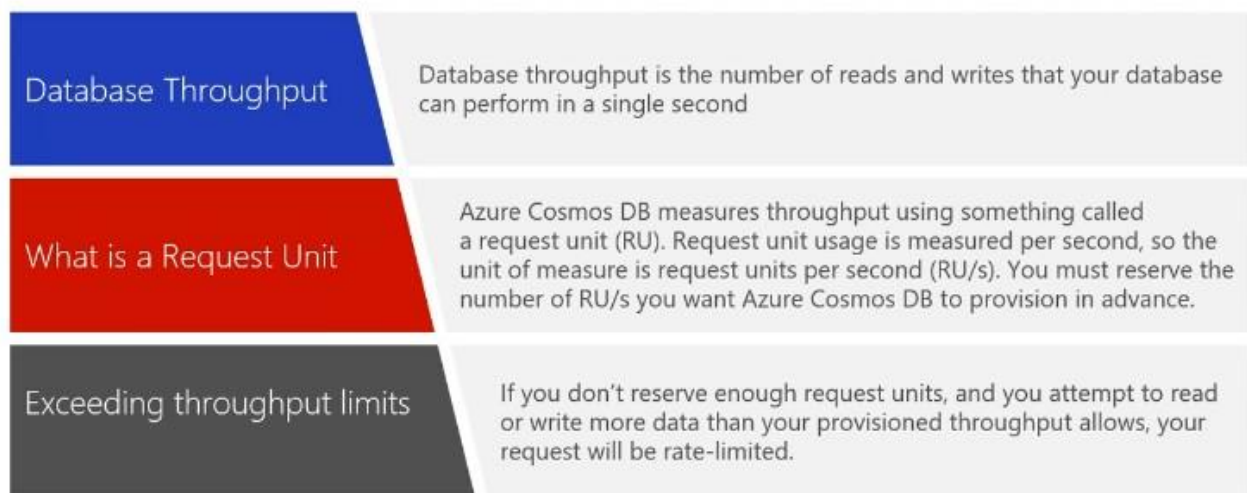 Database Throughput
Database throughput is the number of reads and writes that your database
can perform in a single second
What is a Request Unit
Azure Cosmos DB measures throughput using something called
a request unit (RU). Request unit usage is measured per second, so the
unit of measure is request units per second (RU/s). You must reserve the
number of RU/s you want Azure Cosmos DB to provision in advance.
Exceeding throughput limits
If you don't reserve enough request units, and you attempt to read
or write more data than your provisioned throughput allows, your
request will be rate-limited.